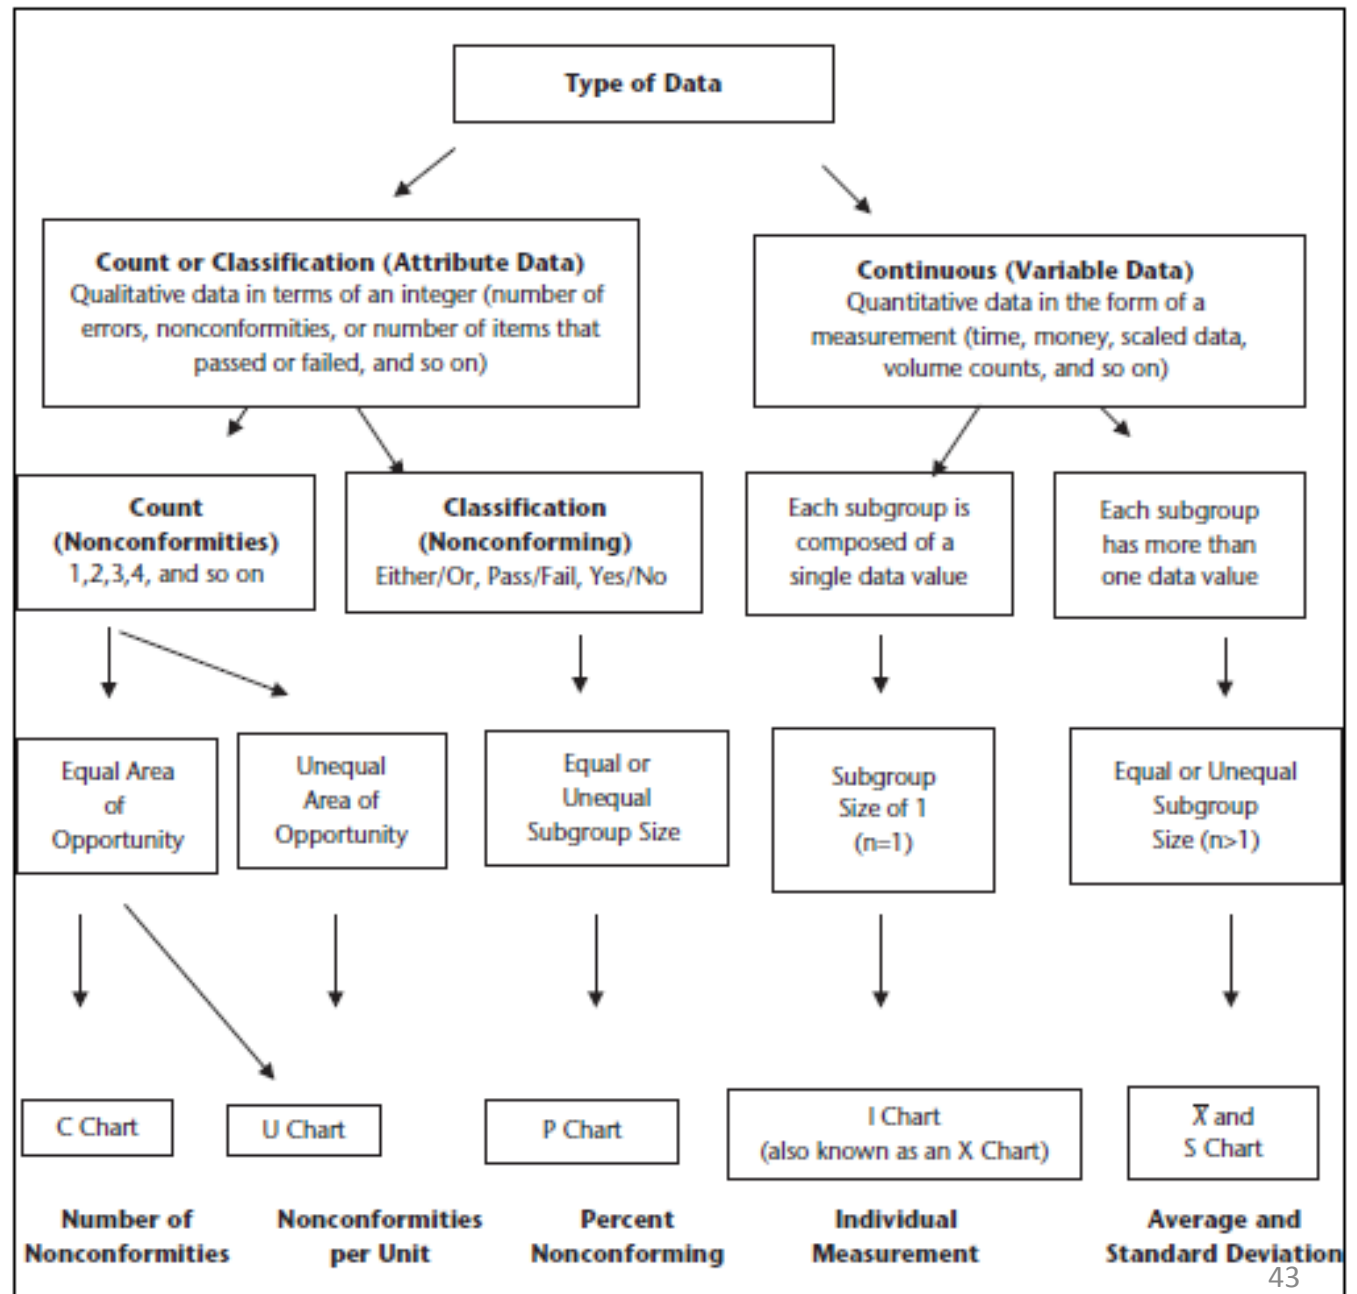 Type of Data
Count or Classification (Attribute Data)
Qualitative data in terms of an integer (number of
errors, nonconformities, or number of items that
passed or failed, and so on)
Continuous (Variable Data)
Quantitative data in the form of a
measurement (time, money, scaled data,
volume counts, and so on)
Count
(Nonconformities)
1,2,3,4, and so on
Classification
(Nonconforming)
Either/Or, Pass/Fail, Yes/No
Each subgroup is
composed of a
single data value
Each subgroup
has more than
one data value
Equal Area
of
Opportunity
Unequal
Area of
Opportunity
Equal or
Unequal
Subgroup Size
Subgroup
Size of 1
(n=1)
Equal or Unequal
Subgroup
Size (n>1)
C Chart
U Chart
P Chart
I Chart
(also known as an X Chart)
X̅ and
S Chart
Number of
Nonconformities
Nonconformities
per Unit
Percent
Nonconforming
Individual
Measurement
Average and
Standard Deviation
43